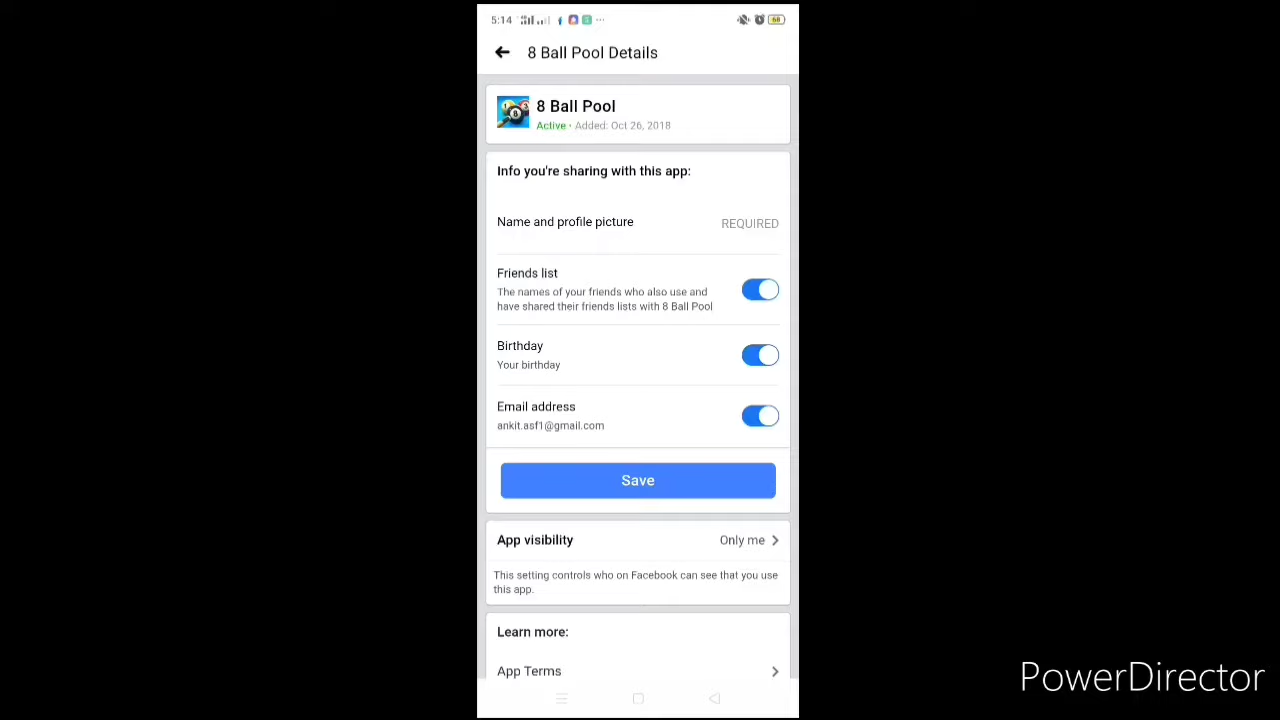 5:14
68
8 Ball Pool Details
8 Ball Pool
Active · Added: Oct 26, 2018
Info you're sharing with this app:
Name and profile picture
REQUIRED
Friends list
The names of your friends who also use and
have shared their friends lists with 8 Ball Pool
Birthday
Your birthday
Email address
ankit.asf1@gmail.com
Save
App visibility
Only me
This setting controls who on Facebook can see that you use
this app.
Learn more:
App Terms
PowerDirector